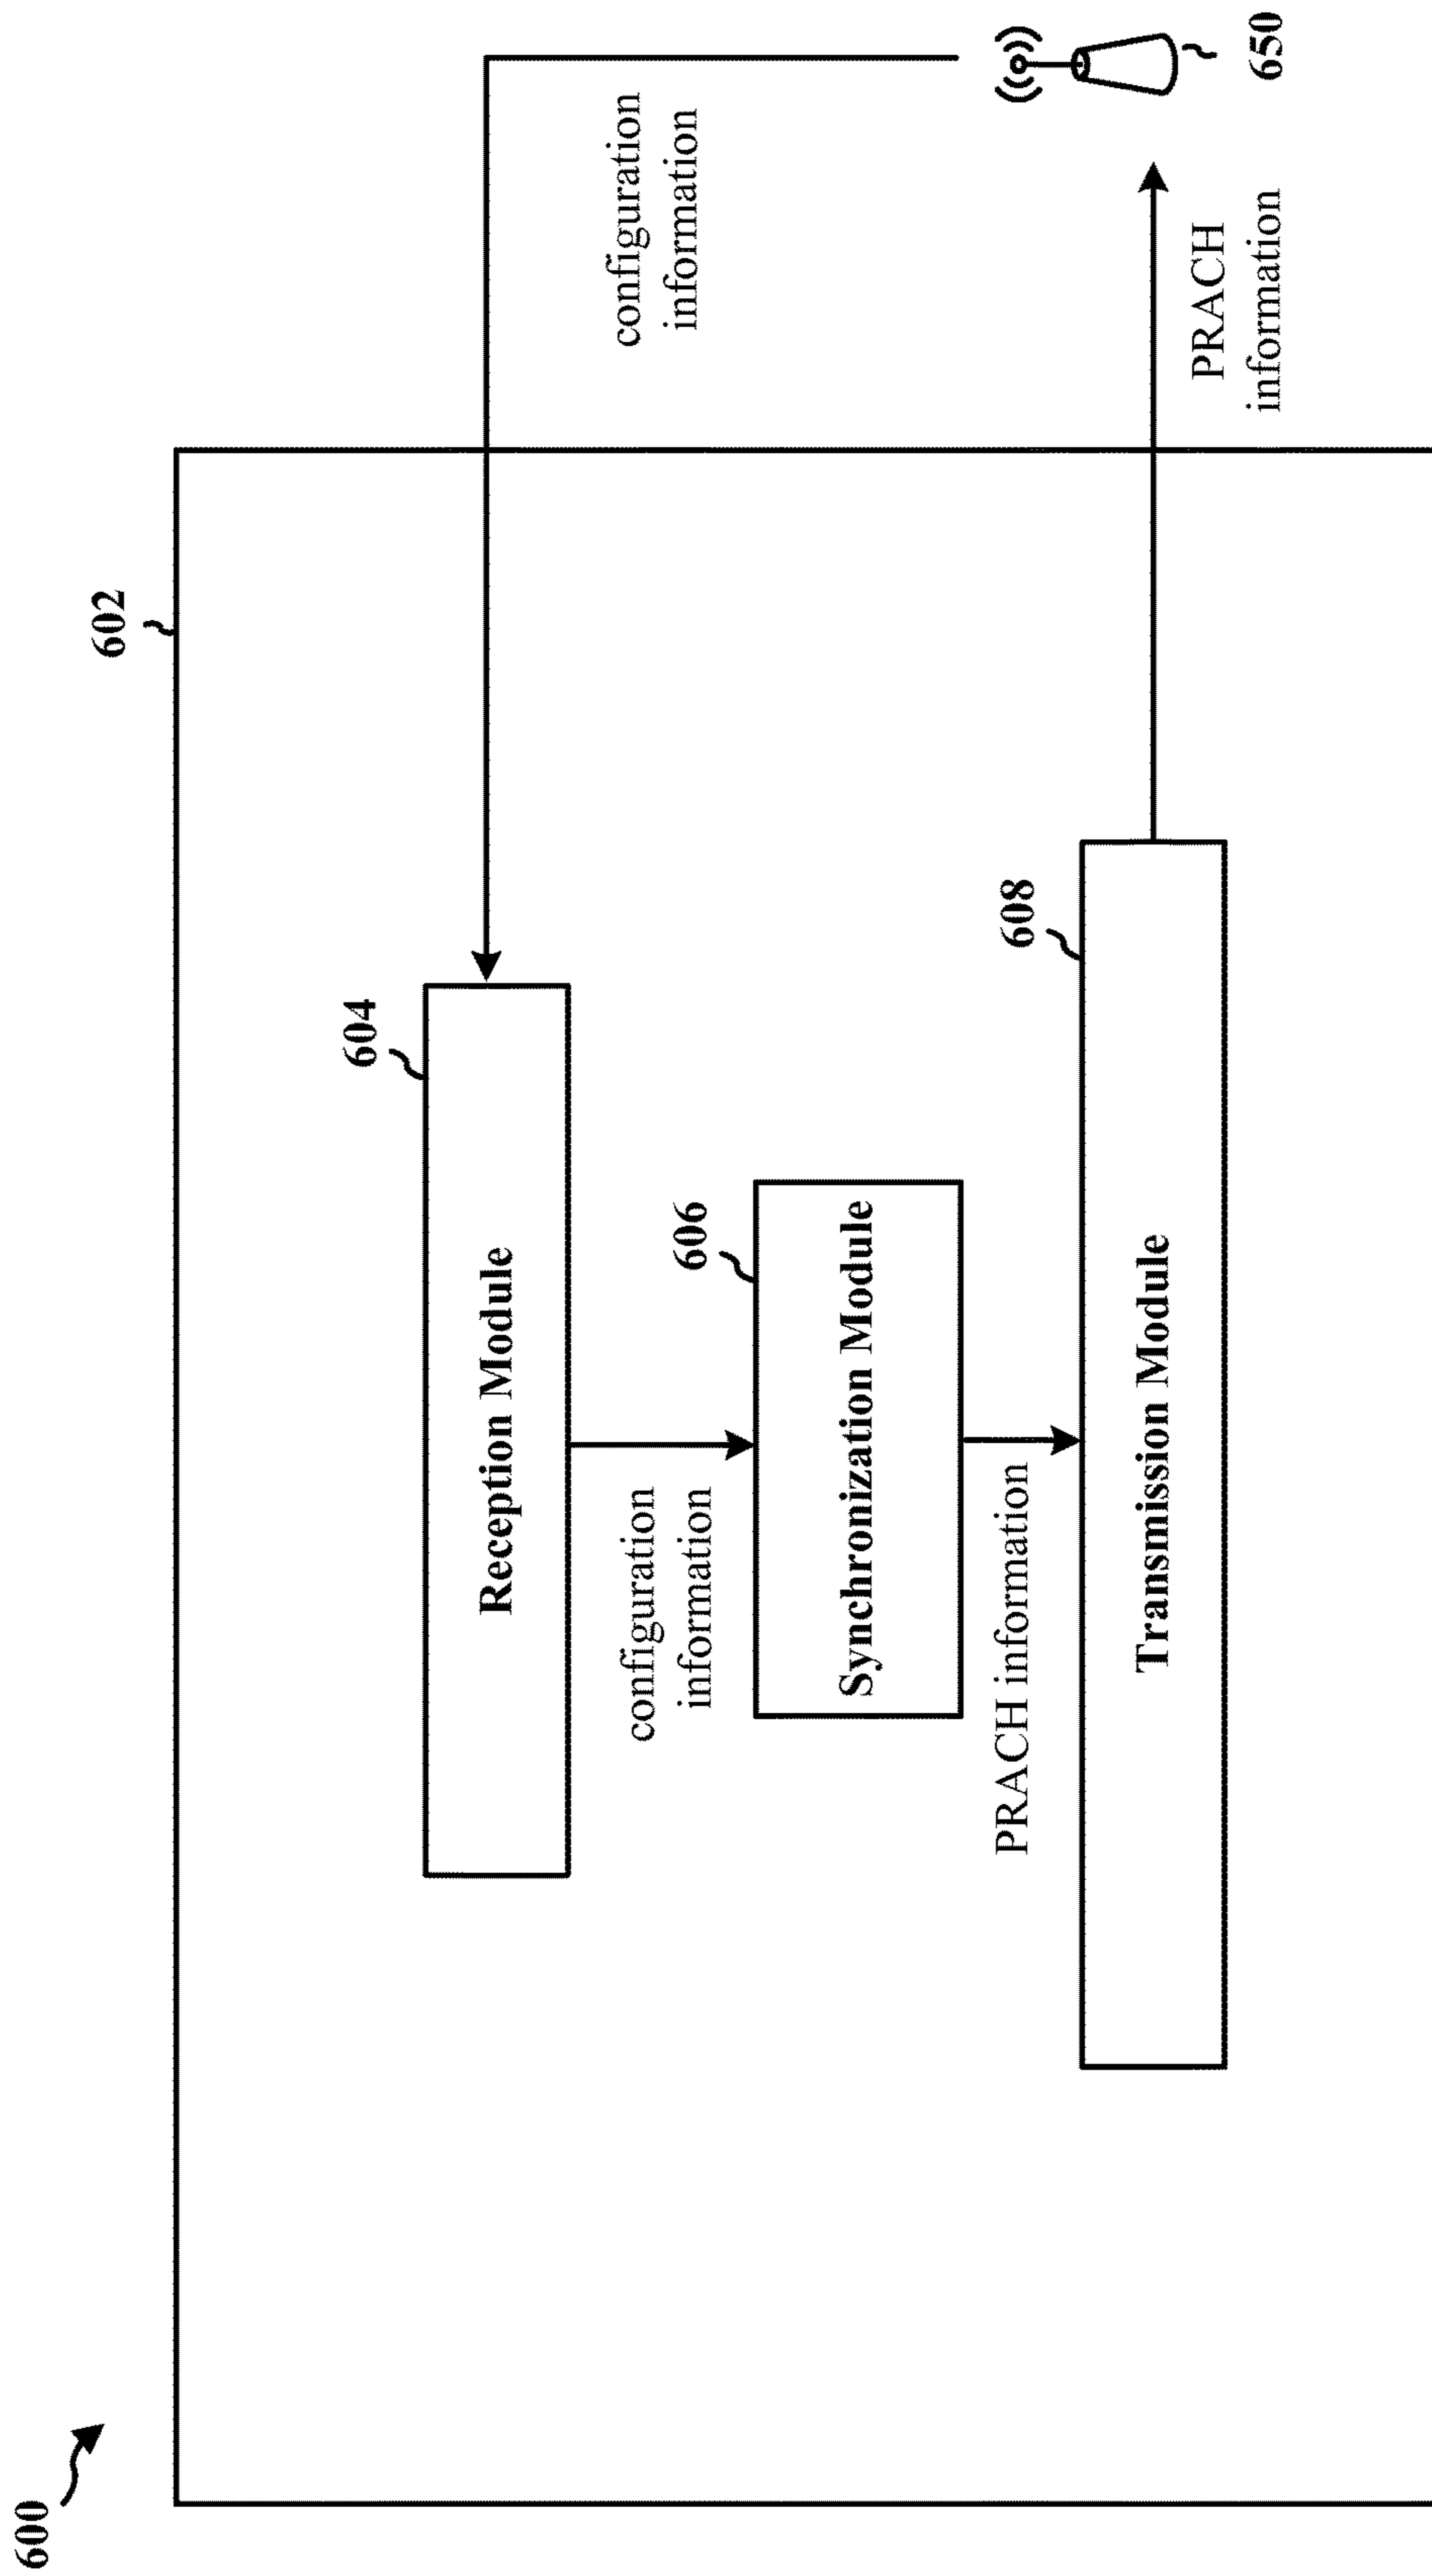 600
602
604
Reception Module
configuration
information
configuration
information
606
Synchronization Module
PRACH information
608
Transmission Module
PRACH
information
650